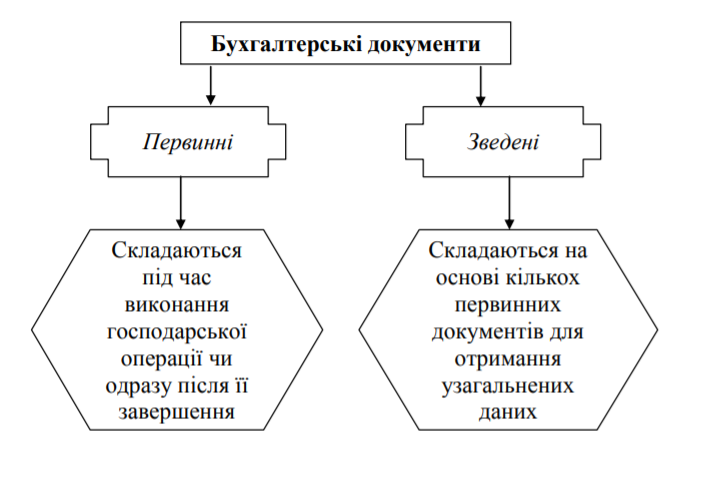 Бухгалтерські документи
Первинні
Зведені
Складаються
під час
виконання
господарської
операції чи
одразу після її
завершення
Складаються на
основі кількох
первинних
документів для
отримання
узагальнених
даних